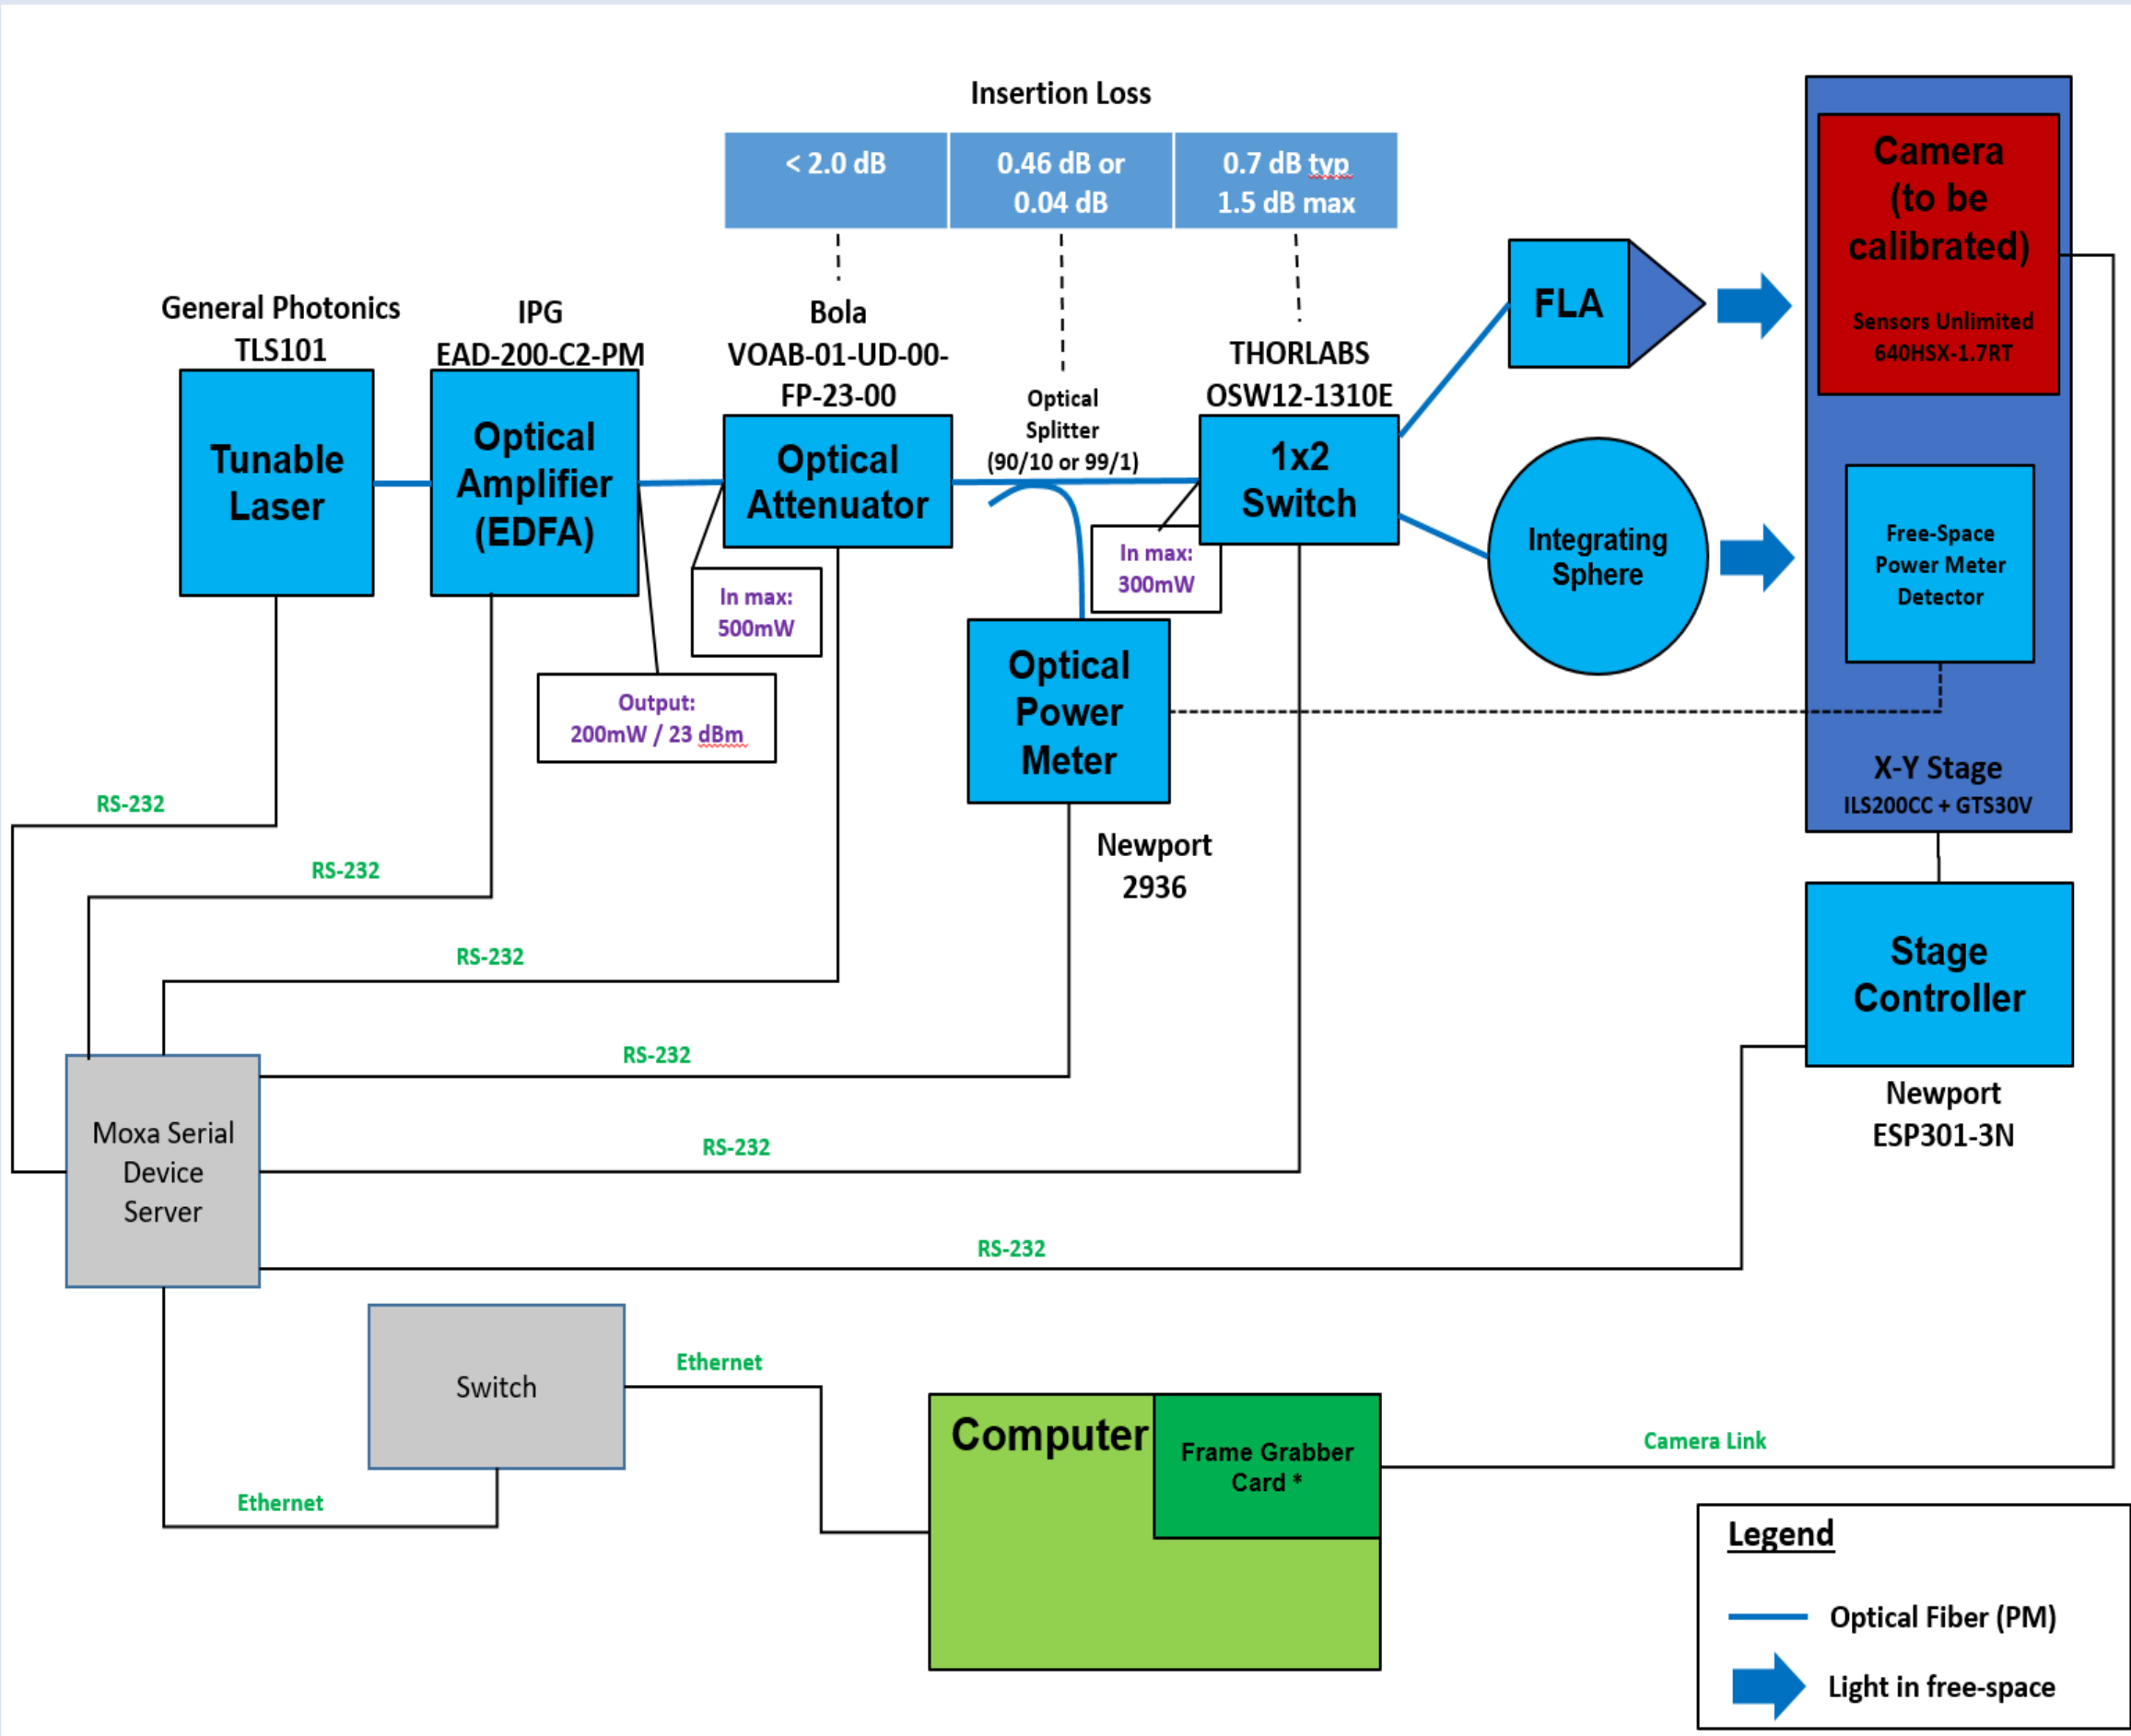 Insertion Loss
< 2.0 dB
0.46 dB or
0.04 dB
0.7 dB typ
1.5 dB max
General Photonics
TLS101
Tunable
Laser
IPG
EAD-200-C2-PM
Optical
Amplifier
(EDFA)
Bola
VOAB-01-UD-00-
FP-23-00
Optical
Attenuator
Optical
Splitter
(90/10 or 99/1)
THORLABS
OSW12-1310E
1x2
Switch
FLA
Integrating
Sphere
Camera
(to be
calibrated)
Sensors Unlimited
640HSX-1.7RT
Free-Space
Power Meter
Detector
X-Y Stage
ILS200CC + GTS30V
In max:
500mW
In max:
300mW
Output:
200mW / 23 dBm
Optical
Power
Meter
Newport
2936
Stage
Controller
Newport
ESP301-3N
RS-232
RS-232
RS-232
RS-232
RS-232
RS-232
Moxa Serial
Device
Server
Switch
Ethernet
Ethernet
Computer
Frame Grabber
Card *
Camera Link
Legend
Optical Fiber (PM)
Light in free-space